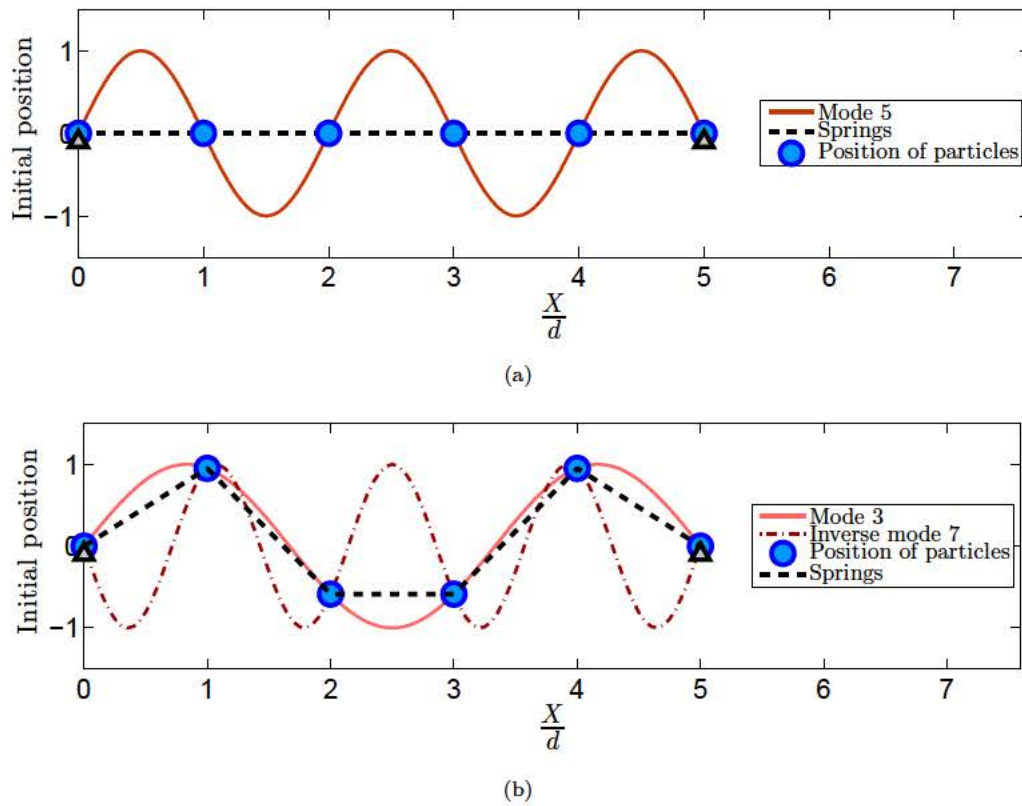 Initial position
1
0
−1
0 1 2 3 4 5 6 7
X
d
Mode 5
Springs
Position of particles
(a)
Initial position
1
0
−1
0 1 2 3 4 5 6 7
X
d
Mode 3
Inverse mode 7
Position of particles
Springs
(b)